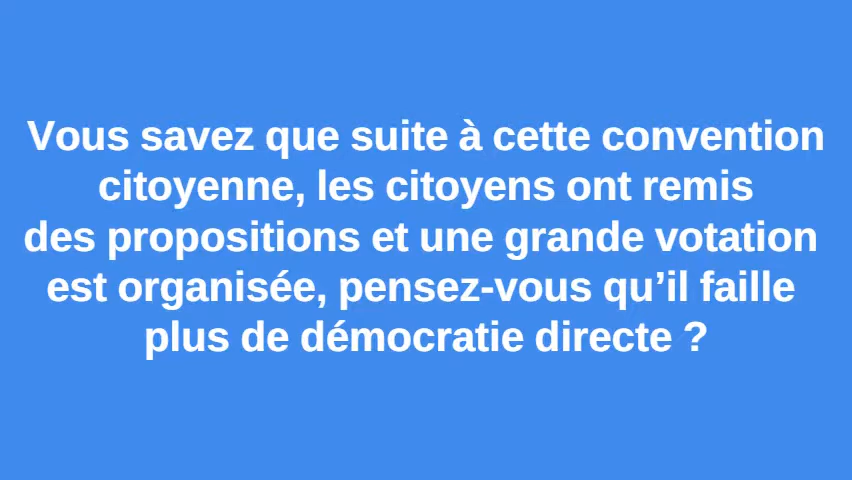 Vous savez que suite à cette convention
citoyenne, les citoyens ont remis
des propositions et une grande votation
est organisée, pensez-vous qu’il faille
plus de démocratie directe ?